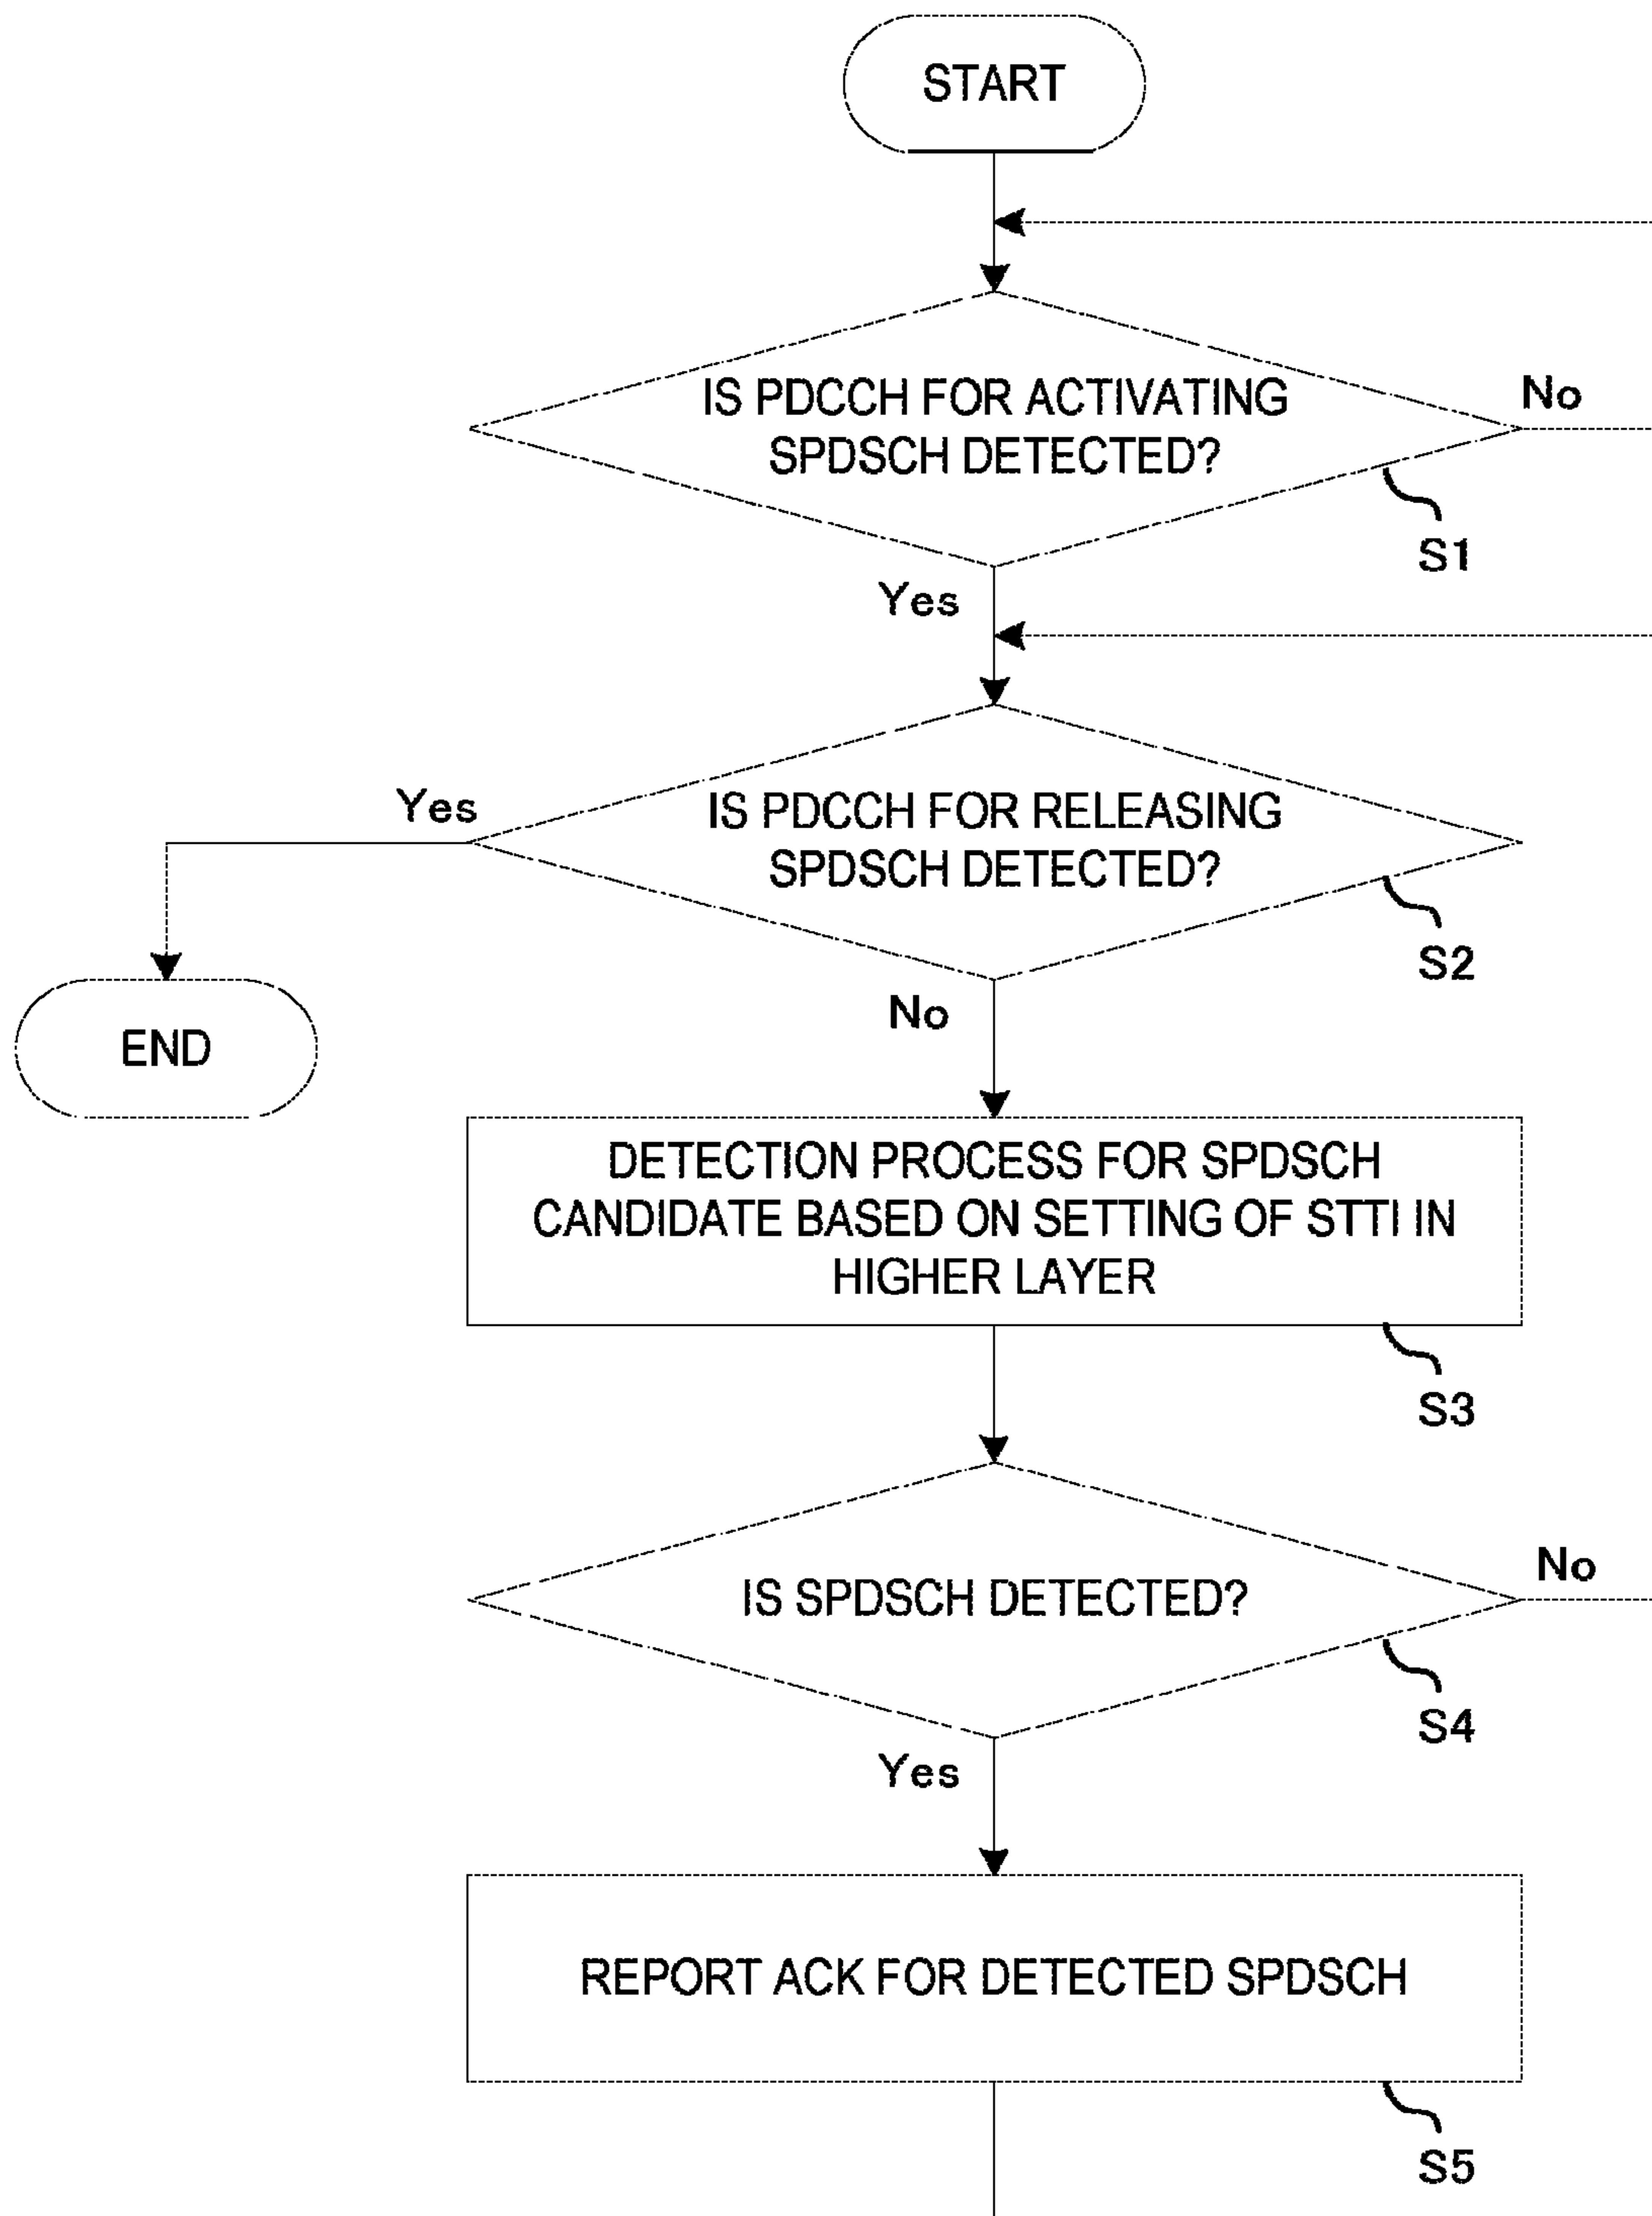 START
IS PDCCH FOR ACTIVATING
SPDSCH DETECTED?
No
S1
Yes
IS PDCCH FOR RELEASING
SPDSCH DETECTED?
Yes
S2
No
END
DETECTION PROCESS FOR SPDSCH
CANDIDATE BASED ON SETTING OF STTI IN
HIGHER LAYER
S3
IS SPDSCH DETECTED?
No
S4
Yes
REPORT ACK FOR DETECTED SPDSCH
S5